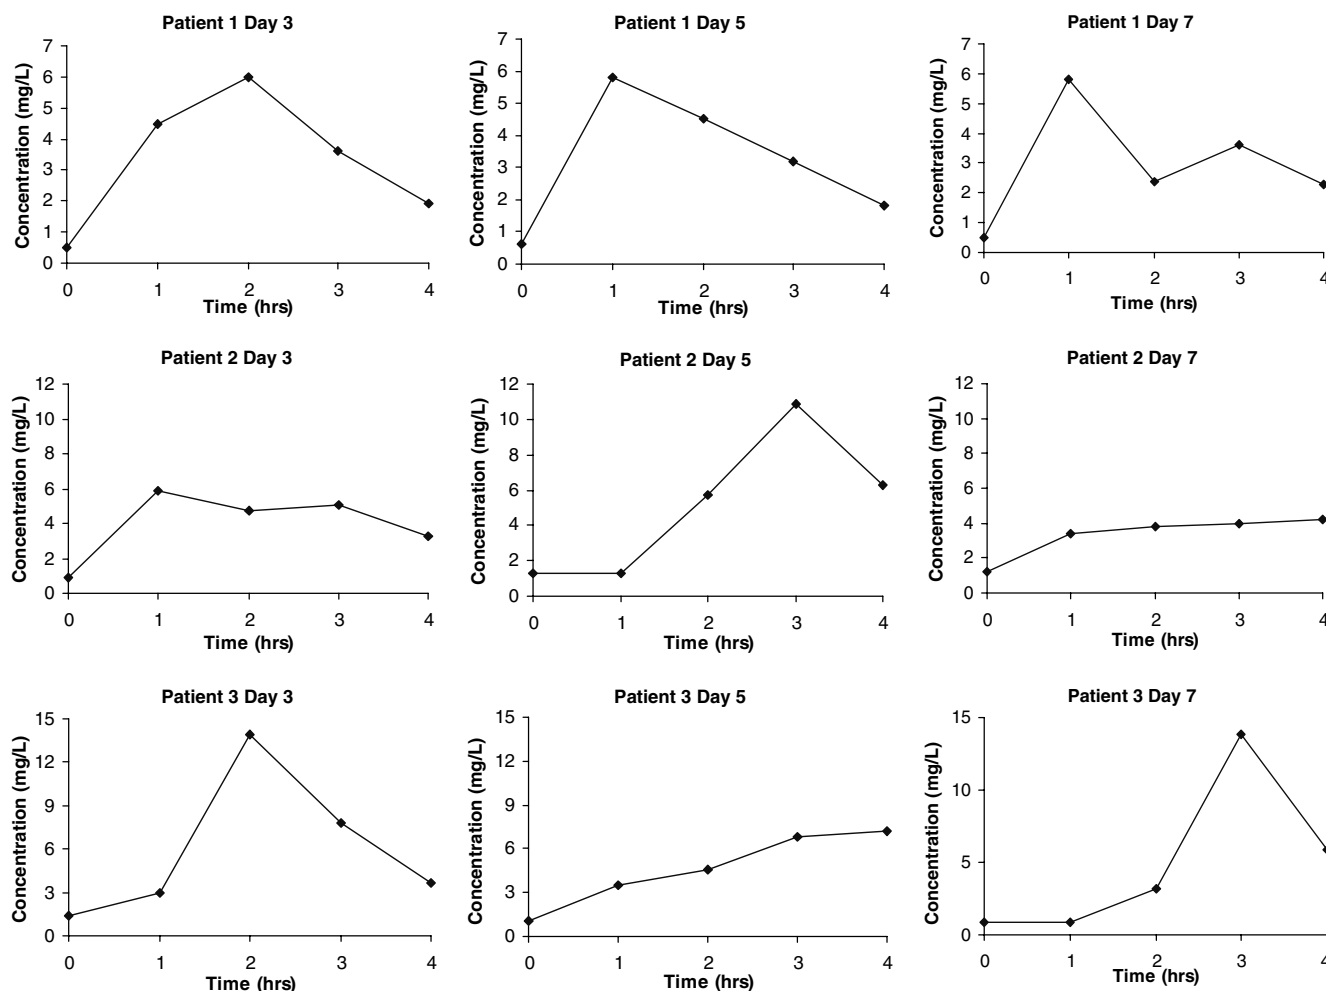 Patient 1 Day 3
Concentration (mg/L)
7
6
5
4
3
2
1
0
0 1 2 3 4
Time (hrs)
Patient 1 Day 5
Concentration (mg/L)
7
6
5
4
3
2
1
0
0 1 2 3 4
Time (hrs)
Patient 1 Day 7
Concentration (mg/L)
7
6
5
4
3
2
1
0
0 1 2 3 4
Time (hrs)
Patient 2 Day 3
Concentration (mg/L)
12
10
8
6
4
2
0
0 1 2 3 4
Time (hrs)
Patient 2 Day 5
Concentration (mg/L)
12
10
8
6
4
2
0
0 1 2 3 4
Time (hrs)
Patient 2 Day 7
Concentration (mg/L)
12
10
8
6
4
2
0
0 1 2 3 4
Time (hrs)
Patient 3 Day 3
Concentration (mg/L)
15
12
9
6
3
0
0 1 2 3 4
Time (hrs)
Patient 3 Day 5
Concentration (mg/L)
15
12
9
6
3
0
0 1 2 3 4
Time (hrs)
Patient 3 Day 7
Concentration (mg/L)
15
10
5
0
0 1 2 3 4
Time (hrs)